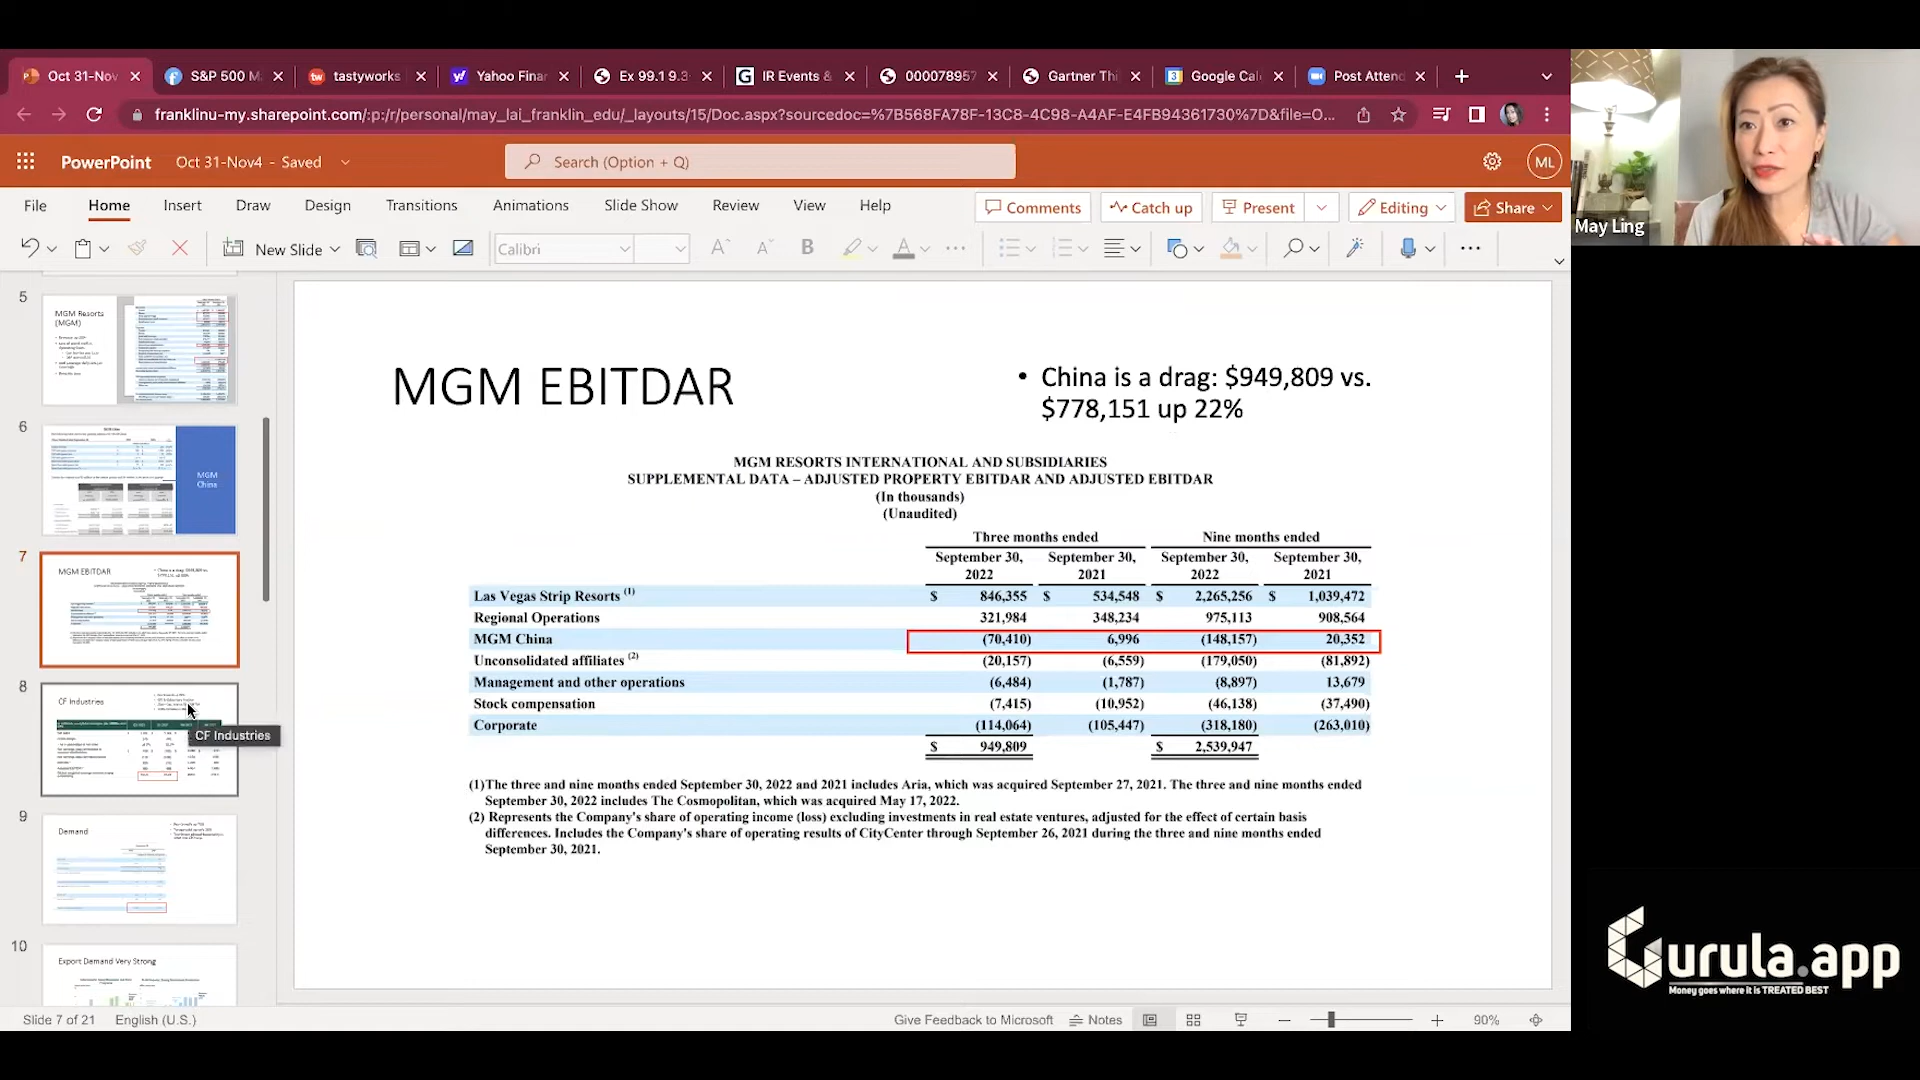 Oct 31-Nov
S&P 500 M
tastyworks
Yahoo Finar
Ex 99.1 9.3
IR Events &
000078957
Gartner Thi
Google Cal
Post Attend
franklinu-my.sharepoint.com/:p:/r/personal/may_lai_franklin_edu/_layouts/15/Doc.aspx?sourcedoc=%7B568FA78F-13C8-4C98-A4AF-E4FB94361730%7D&file=O...
PowerPoint
Oct 31-Nov4 - Saved
Search (Option + Q)
ML
May Ling
File
Home
Insert
Draw
Design
Transitions
Animations
Slide Show
Review
View
Help
Comments
Catch up
Present
Editing
Share
New Slide
Calibri
5
MGM Resorts
(MGM)
6
MGM
China
7
MGM EBITDAR
8
CF Industries
CF Industries
9
Demand
10
Export Demand Very Strong
MGM EBITDAR
• China is a drag: $949,809 vs.
$778,151 up 22%
MGM RESORTS INTERNATIONAL AND SUBSIDIARIES
SUPPLEMENTAL DATA – ADJUSTED PROPERTY EBITDAR AND ADJUSTED EBITDAR
(In thousands)
(Unaudited)
Three months ended Nine months ended
September 30, September 30, September 30, September 30,
2022 2021 2022 2021
Las Vegas Strip Resorts (1) $ 846,355 $ 534,548 $ 2,265,256 $ 1,039,472
Regional Operations 321,984 348,234 975,113 908,564
MGM China (70,410) 6,996 (148,157) 20,352
Unconsolidated affiliates (2) (20,157) (6,559) (179,050) (81,892)
Management and other operations (6,484) (1,787) (8,897) 13,679
Stock compensation (7,415) (10,952) (46,138) (37,490)
Corporate (114,064) (105,447) (318,180) (263,010)
$ 949,809 $ 2,539,947
(1)The three and nine months ended September 30, 2022 and 2021 includes Aria, which was acquired September 27, 2021. The three and nine months ended
September 30, 2022 includes The Cosmopolitan, which was acquired May 17, 2022.
(2) Represents the Company's share of operating income (loss) excluding investments in real estate ventures, adjusted for the effect of certain basis
differences. Includes the Company's share of operating results of CityCenter through September 26, 2021 during the three and nine months ended
September 30, 2021.
Slide 7 of 21
English (U.S.)
Give Feedback to Microsoft
Notes
90%
Gurula.app
Money goes where it is TREATED BEST